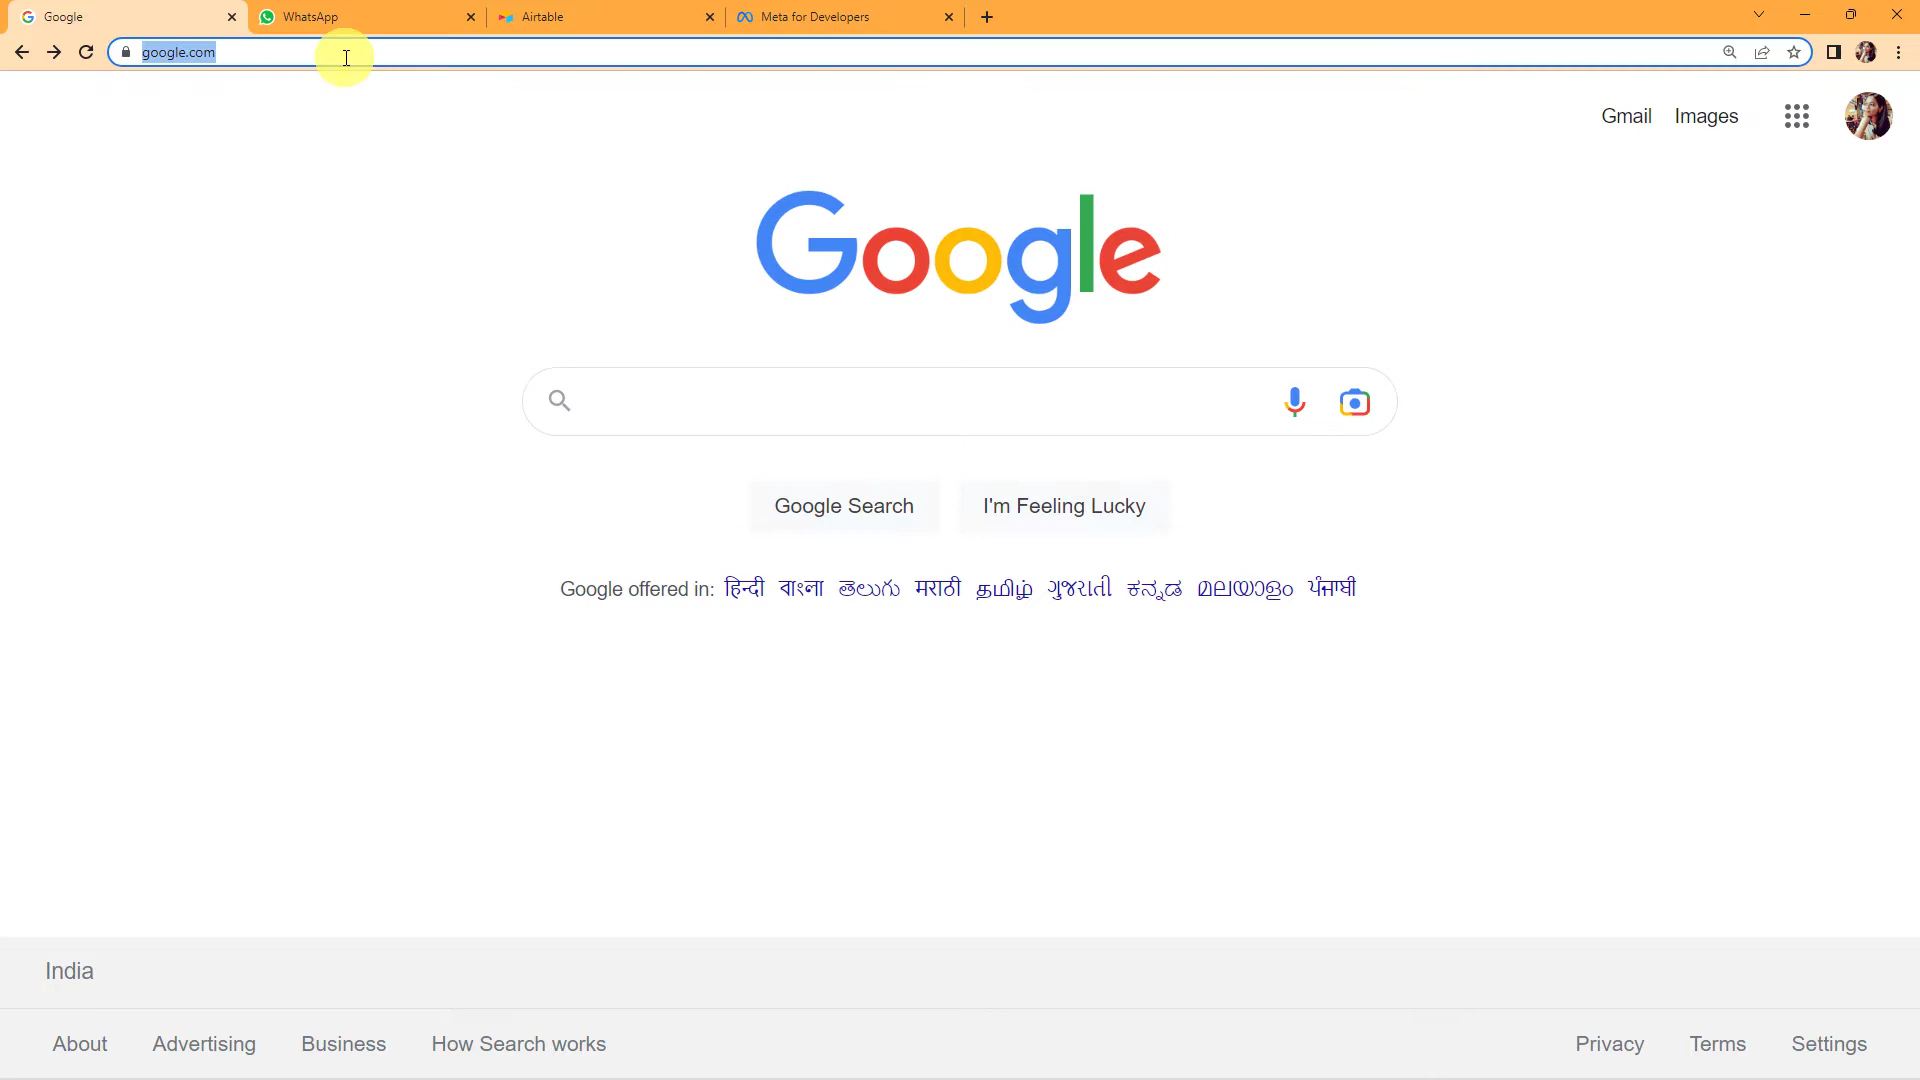 Google WhatsApp Airtable Meta for Developers
google.com
Gmail Images
Google
Google Search I'm Feeling Lucky
Google offered in: हिन्दी বাংলা తెలుగు मराठी தமிழ் ગુજરાતી ಕನ್ನಡ മലയാളം ਪੰਜਾਬੀ
India
About Advertising Business How Search works Privacy Terms Settings